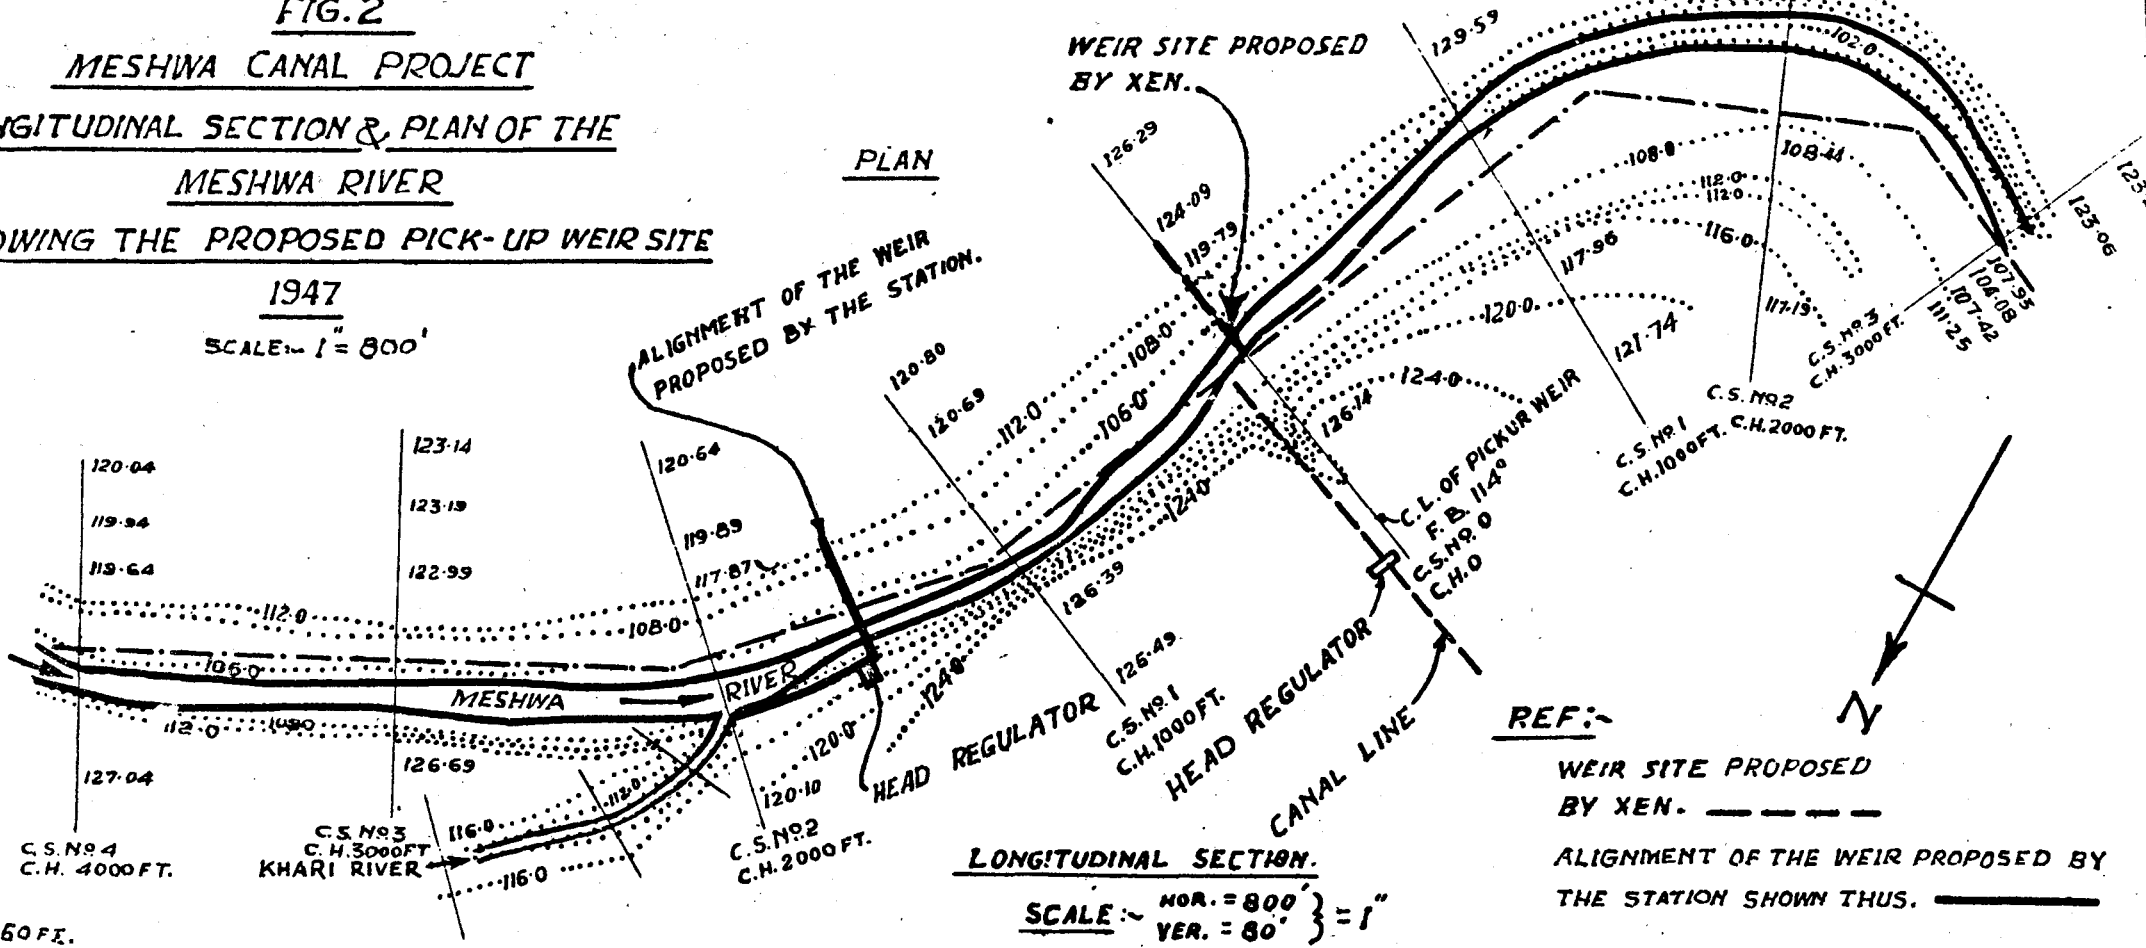 FIG. 2
MESHWA CANAL PROJECT
NGITUDINAL SECTION & PLAN OF THE
MESHWA RIVER
OWING THE PROPOSED PICK-UP WEIR SITE
1947
SCALE:- 1" = 800'
PLAN
WEIR SITE PROPOSED
BY XEN.
ALIGNMENT OF THE WEIR
PROPOSED BY THE STATION.
120.04
119.94
119.64
112.0
106.0
112.0
127.04
C.S. Nº 4
C.H. 4000 FT.
123.14
123.19
122.99
126.69
C.S. Nº 3
C.H. 3000 FT
KHARI RIVER
116.0
116.0
112.0
120.64
119.89
117.87
108.0
MESHWA
RIVER
120.10
C.S. Nº 2
C.H. 2000 FT.
120.0
124.0
HEAD REGULATOR
120.80
120.69
112.0
108.0
106.0
126.39
126.49
C.S. Nº 1
C.H. 1000 FT.
124.0
126.29
124.09
119.79
126.14
C.L. OF PICKUP WEIR
F.B. 114°
C.S. Nº 0
C.H. 0
HEAD REGULATOR
CANAL LINE
129.59
108.0
112.0
112.0
116.0
117.96
120.0
124.0
121.74
C.S. Nº 1
C.H. 1000 FT.
102.0
108.44
117.19
C.S. Nº 2
C.H. 2000 FT.
123.06
107.95
104.08
107.42
111.25
C.S. Nº 3
C.H. 3000 FT.
N
REF:-
WEIR SITE PROPOSED
BY XEN.
ALIGNMENT OF THE WEIR PROPOSED BY
THE STATION SHOWN THUS.
LONGITUDINAL SECTION.
SCALE:- HOR. = 800' } = 1"
VER. = 80'
60 FT.